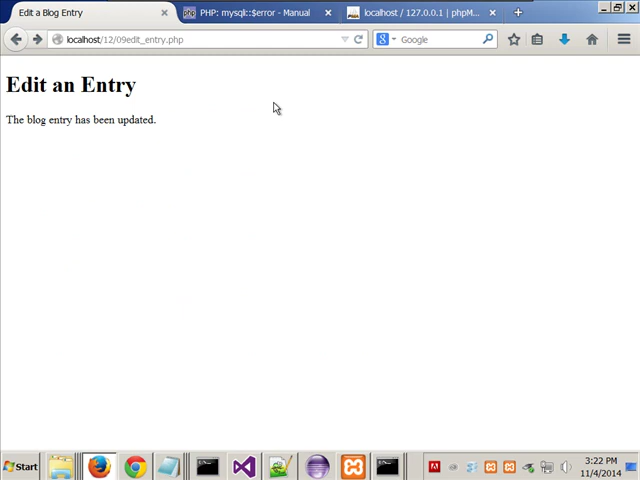 Edit a Blog Entry
PHP: mysqli::$error - Manual
localhost / 127.0.0.1 | phpM...
localhost/12/09edit_entry.php
Google
Edit an Entry
The blog entry has been updated.
Start
3:22 PM
11/4/2014